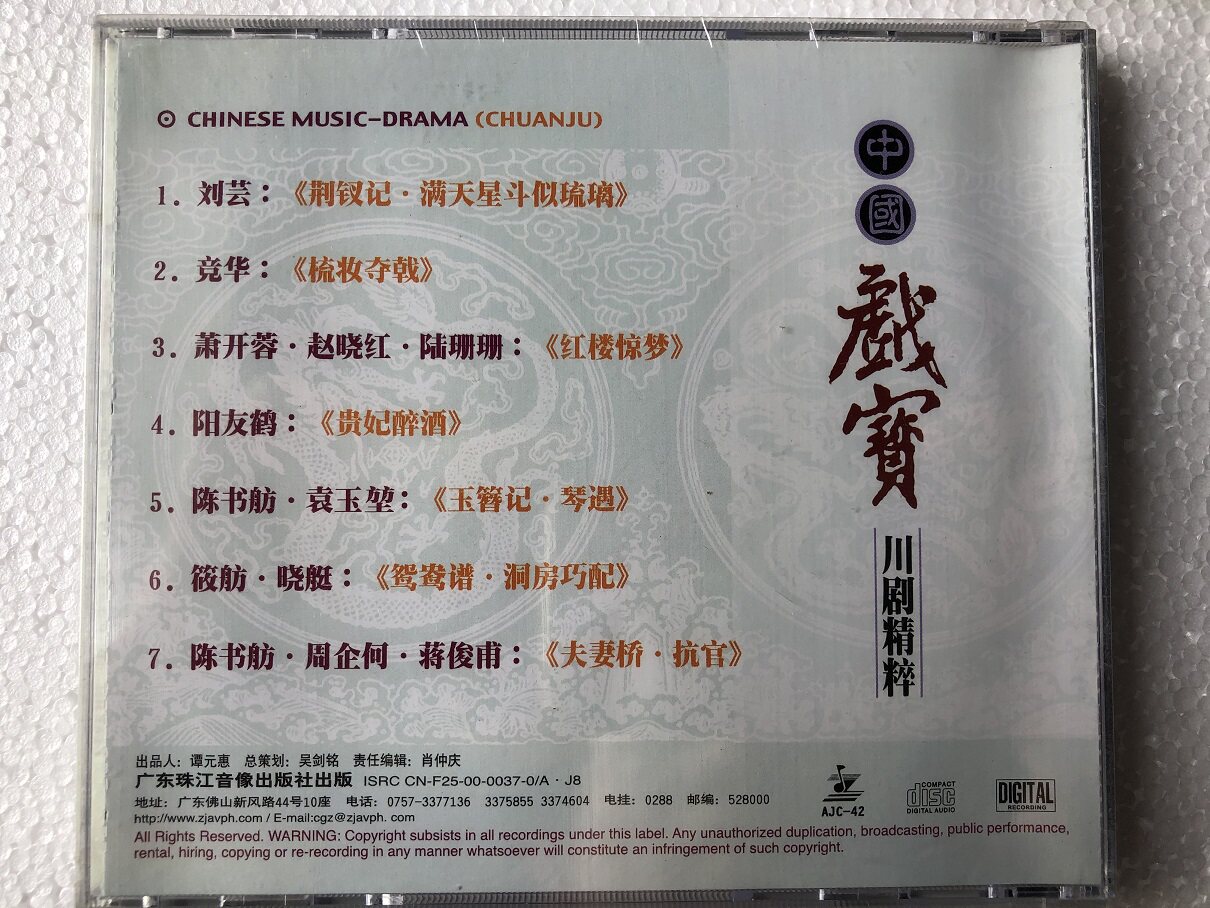 CHINESE MUSIC-DRAMA (CHUANJU)
1. 刘芸：《荆钗记·满天星斗似琉璃》
2. 竞华：《梳妆夺戟》
3. 萧开蓉·赵晓红·陆珊珊：《红楼惊梦》
4. 阳友鹤：《贵妃醉酒》
5. 陈书舫·袁玉堃：《玉簪记·琴遇》
6. 筱舫·晓艇：《鸳鸯谱·洞房巧配》
7. 陈书舫·周企何·蒋俊甫：《夫妻桥·抗官》
中國
戲寶
川剧精粹
出品人：谭元惠 总策划：吴剑铭 责任编辑：肖仲庆
广东珠江音像出版社出版 ISRC CN-F25-00-0037-0/A·J8
地址：广东佛山新风路44号10座 电话：0757-3377136 3375855 3374604 电挂：0288 邮编：528000
http://www.zjavph.com / E-mail:cgz@zjavph. com
All Rights Reserved. WARNING: Copyright subsists in all recordings under this label. Any unauthorized duplication, broadcasting, public performance,
rental, hiring, copying or re-recording in any manner whatsoever will constitute an infringement of such copyright.
AJC-42
COMPACT
disc
DIGITAL AUDIO
DIGITAL
RECORDING